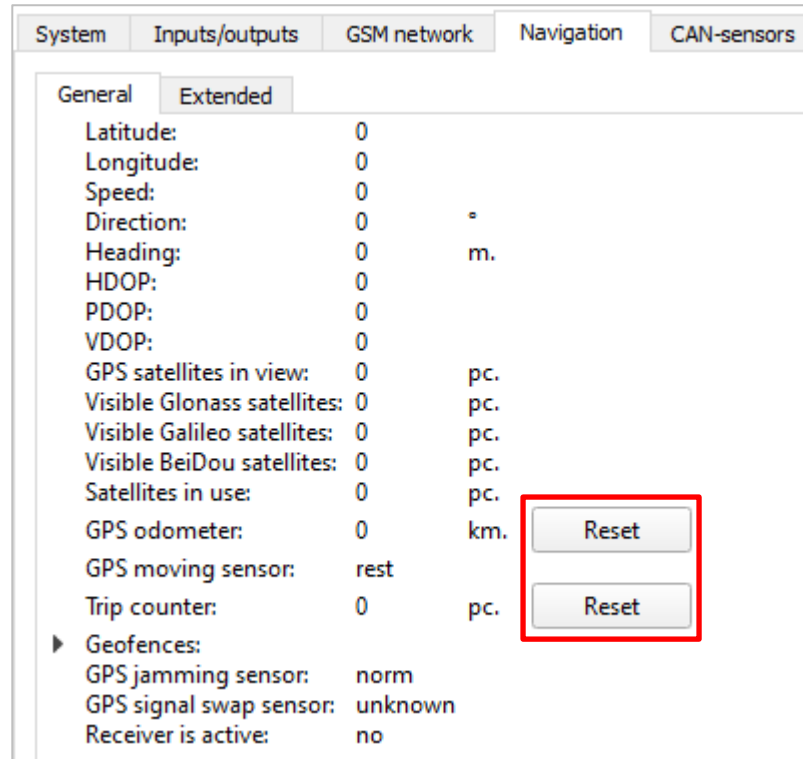 System Inputs/outputs GSM network Navigation CAN-sensors
General Extended
Latitude: 0
Longitude: 0
Speed: 0
Direction: 0 °
Heading: 0 m.
HDOP: 0
PDOP: 0
VDOP: 0
GPS satellites in view: 0 pc.
Visible Glonass satellites: 0 pc.
Visible Galileo satellites: 0 pc.
Visible BeiDou satellites: 0 pc.
Satellites in use: 0 pc.
GPS odometer: 0 km. Reset
GPS moving sensor: rest
Trip counter: 0 pc. Reset
Geofences:
GPS jamming sensor: norm
GPS signal swap sensor: unknown
Receiver is active: no